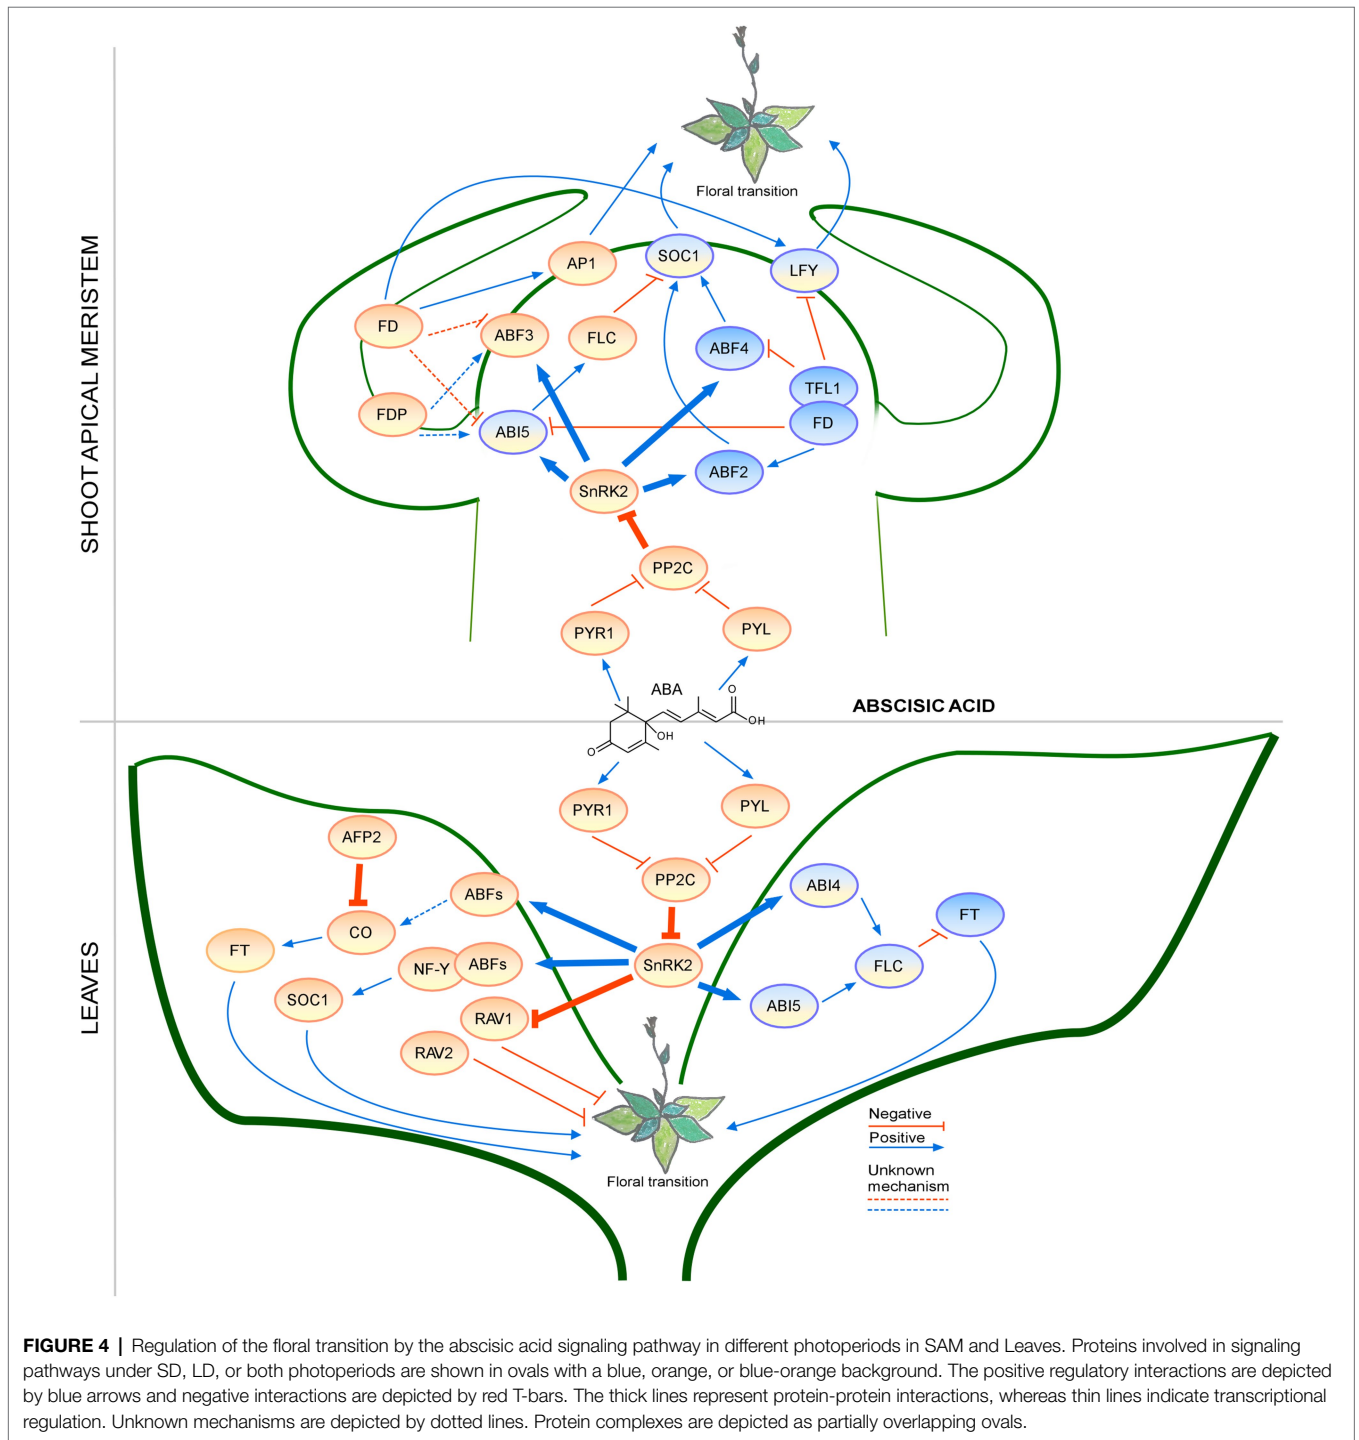 Floral transition
SHOOT APICAL MERISTEM
AP1
SOC1
LFY
FD
ABF3
FLC
ABF4
TFL1
FDP
ABI5
FD
ABF2
SnRK2
PP2C
PYR1
PYL
ABA
O
OH
ABSCISIC ACID
OH
O
LEAVES
PYR1
PYL
AFP2
PP2C
ABI4
ABFs
FT
CO
FT
NF-Y
ABFs
SnRK2
FLC
SOC1
ABI5
RAV1
RAV2
Negative
Positive
Unknown
mechanism
Floral transition
FIGURE 4 | Regulation of the floral transition by the abscisic acid signaling pathway in different photoperiods in SAM and Leaves. Proteins involved in signaling
pathways under SD, LD, or both photoperiods are shown in ovals with a blue, orange, or blue-orange background. The positive regulatory interactions are depicted
by blue arrows and negative interactions are depicted by red T-bars. The thick lines represent protein-protein interactions, whereas thin lines indicate transcriptional
regulation. Unknown mechanisms are depicted by dotted lines. Protein complexes are depicted as partially overlapping ovals.